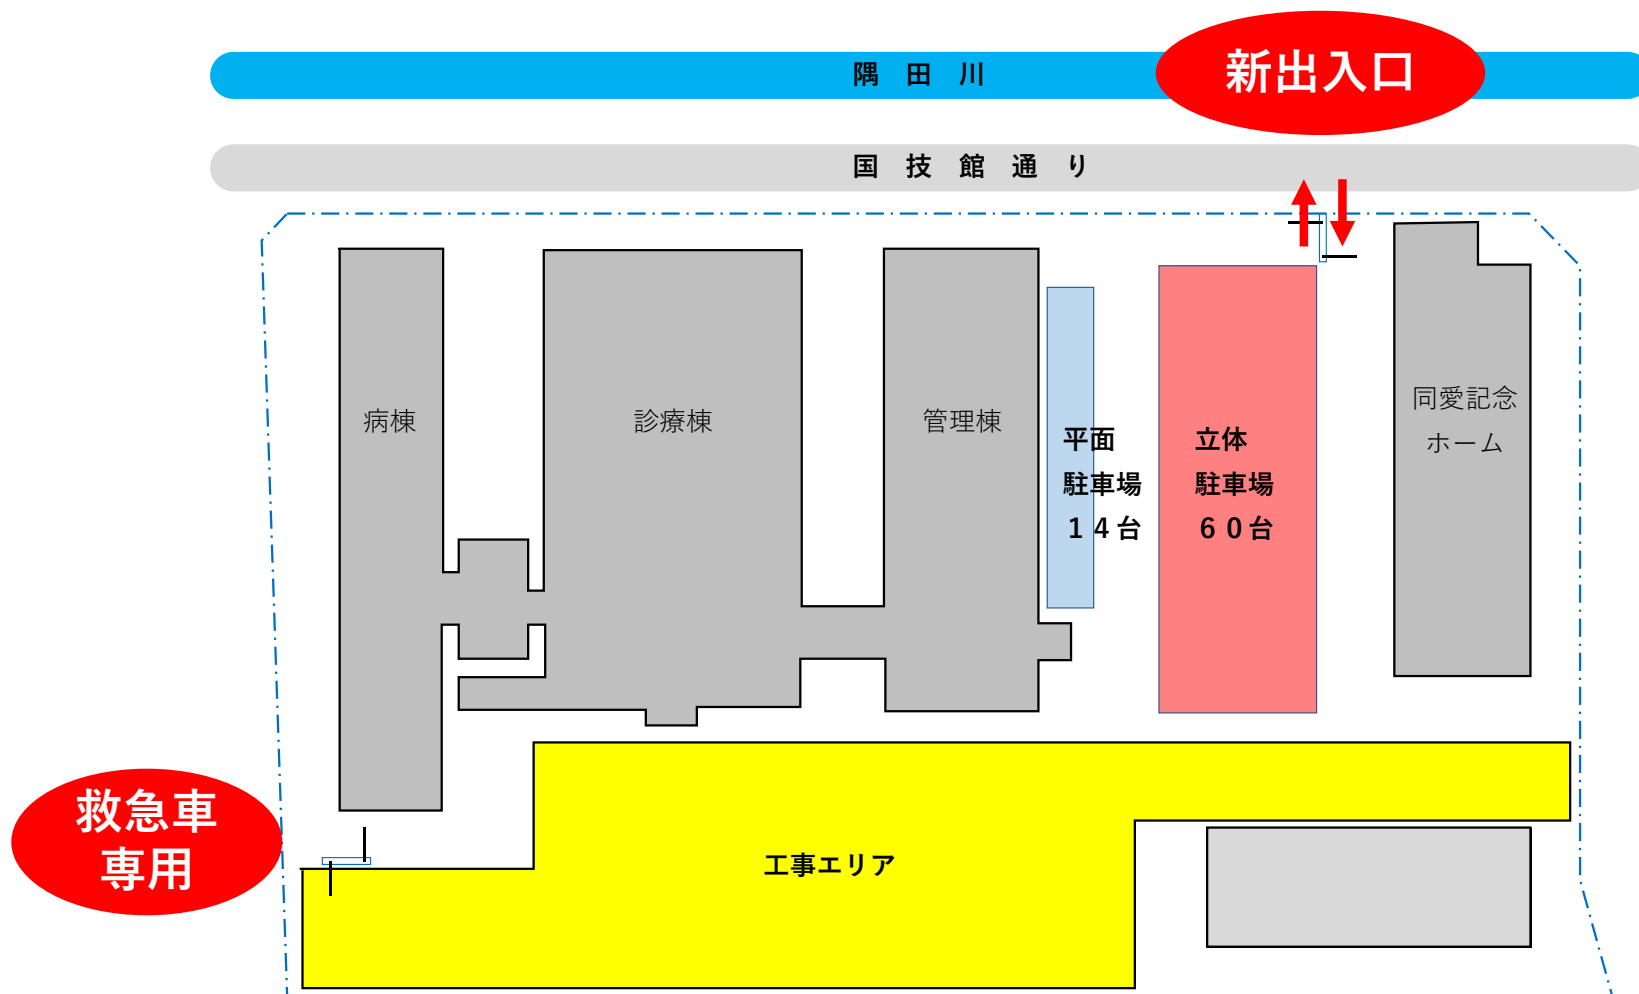 新出入口
隅田川
国技館通り
病棟
診療棟
管理棟
平面
駐車場
１４台
立体
駐車場
６０台
同愛記念
ホーム
救急車
専用
工事エリア